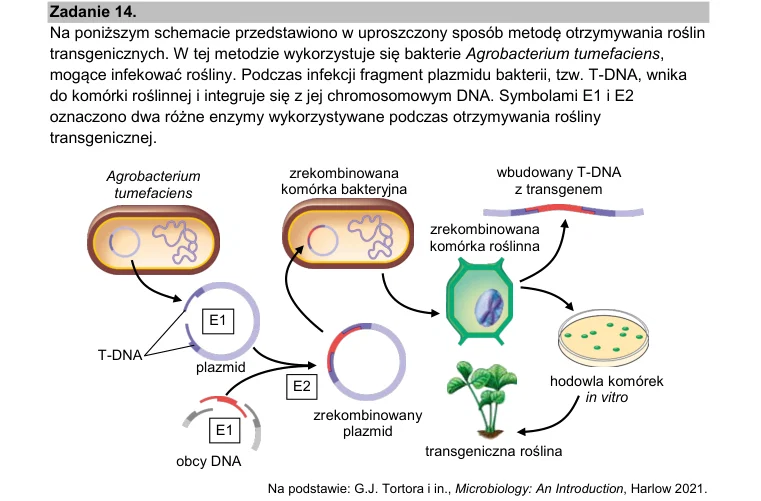 Zadanie 14.
Na poniższym schemacie przedstawiono w uproszczony sposób metodę otrzymywania roślin
transgenicznych. W tej metodzie wykorzystuje się bakterie Agrobacterium tumefaciens,
mogące infekować rośliny. Podczas infekcji fragment plazmidu bakterii, tzw. T-DNA, wnika
do komórki roślinnej i integruje się z jej chromosomowym DNA. Symbolami E1 i E2
oznaczono dwa różne enzymy wykorzystywane podczas otrzymywania rośliny
transgenicznej.
Agrobacterium
tumefaciens
zrekombinowana
komórka bakteryjna
wbudowany T-DNA
z transgenem
zrekombinowana
komórka roślinna
E1
T-DNA
plazmid
E2
E1
obcy DNA
zrekombinowany
plazmid
hodowla komórek
in vitro
transgeniczna roślina
Na podstawie: G.J. Tortora i in., Microbiology: An Introduction, Harlow 2021.